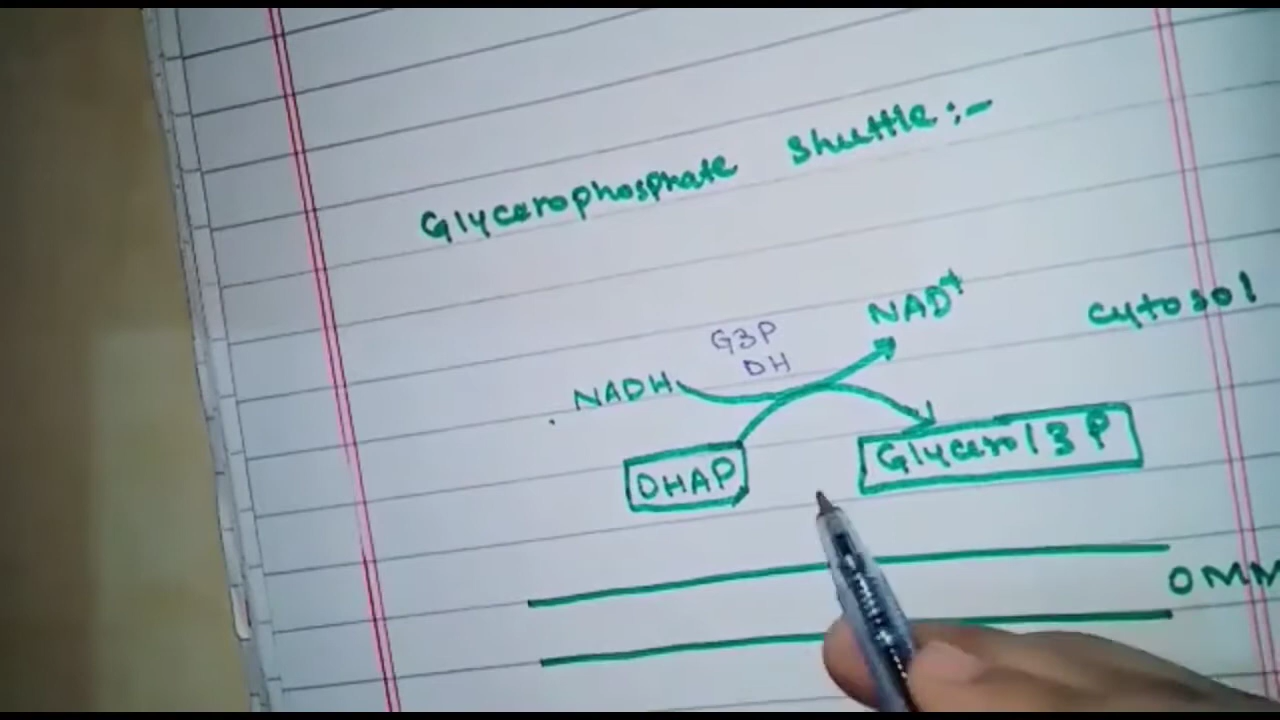 Glycerophosphate shuttle:-
NAD+
cytosol
G3P
DH
NADH
Glycerol 3 P
DHAP
OMM